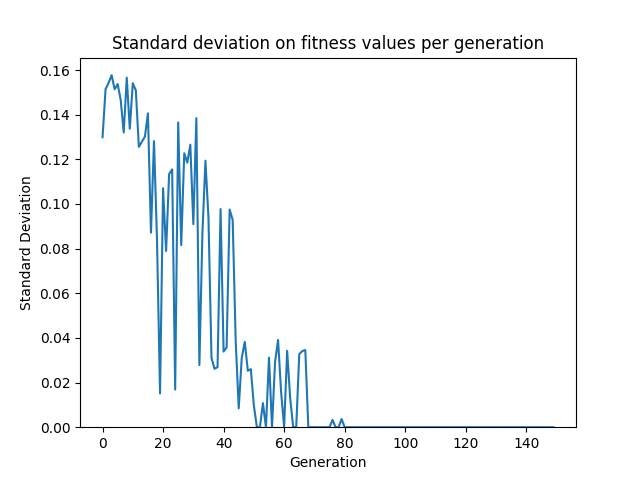 Standard deviation on fitness values per generation
0.16
0.14
0.12
0.10
0.08
0.06
0.04
0.02
0.00
Standard Deviation
0 20 40 60 80 100 120 140
Generation